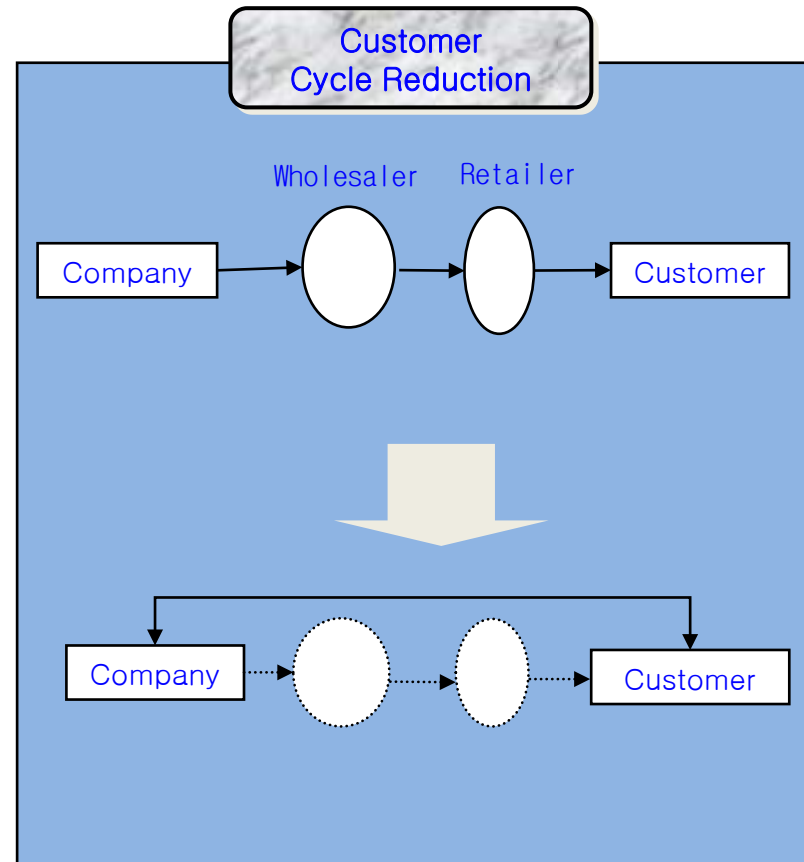 Customer
Cycle Reduction
Wholesaler Retailer
Company Customer
Company Customer